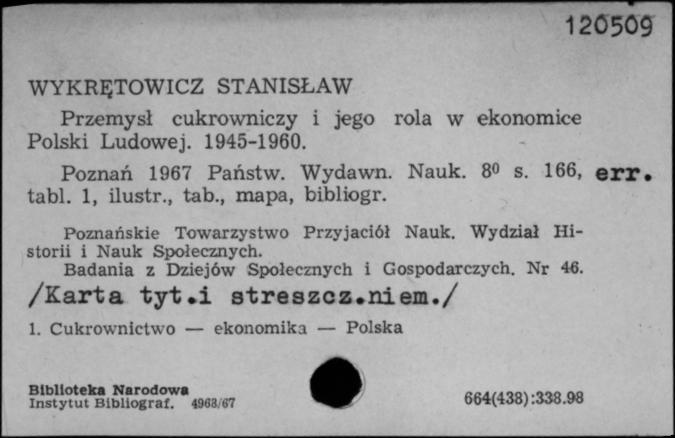 120509
WYKRĘTOWICZ STANISŁAW
Przemysł cukrowniczy i jego rola w ekonomice
Polski Ludowej. 1945-1960.
Poznań 1967 Państw. Wydawn. Nauk. 8⁰ s. 166, err.
tabl. 1, ilustr., tab., mapa, bibliogr.
Poznańskie Towarzystwo Przyjaciół Nauk. Wydział Hi-
storii i Nauk Społecznych.
Badania z Dziejów Społecznych i Gospodarczych. Nr 46.
/Karta tyt.i streszcz.niem./
1. Cukrownictwo — ekonomika — Polska
Biblioteka Narodowa
Instytut Bibliograf. 4963/67
664(438):338.98